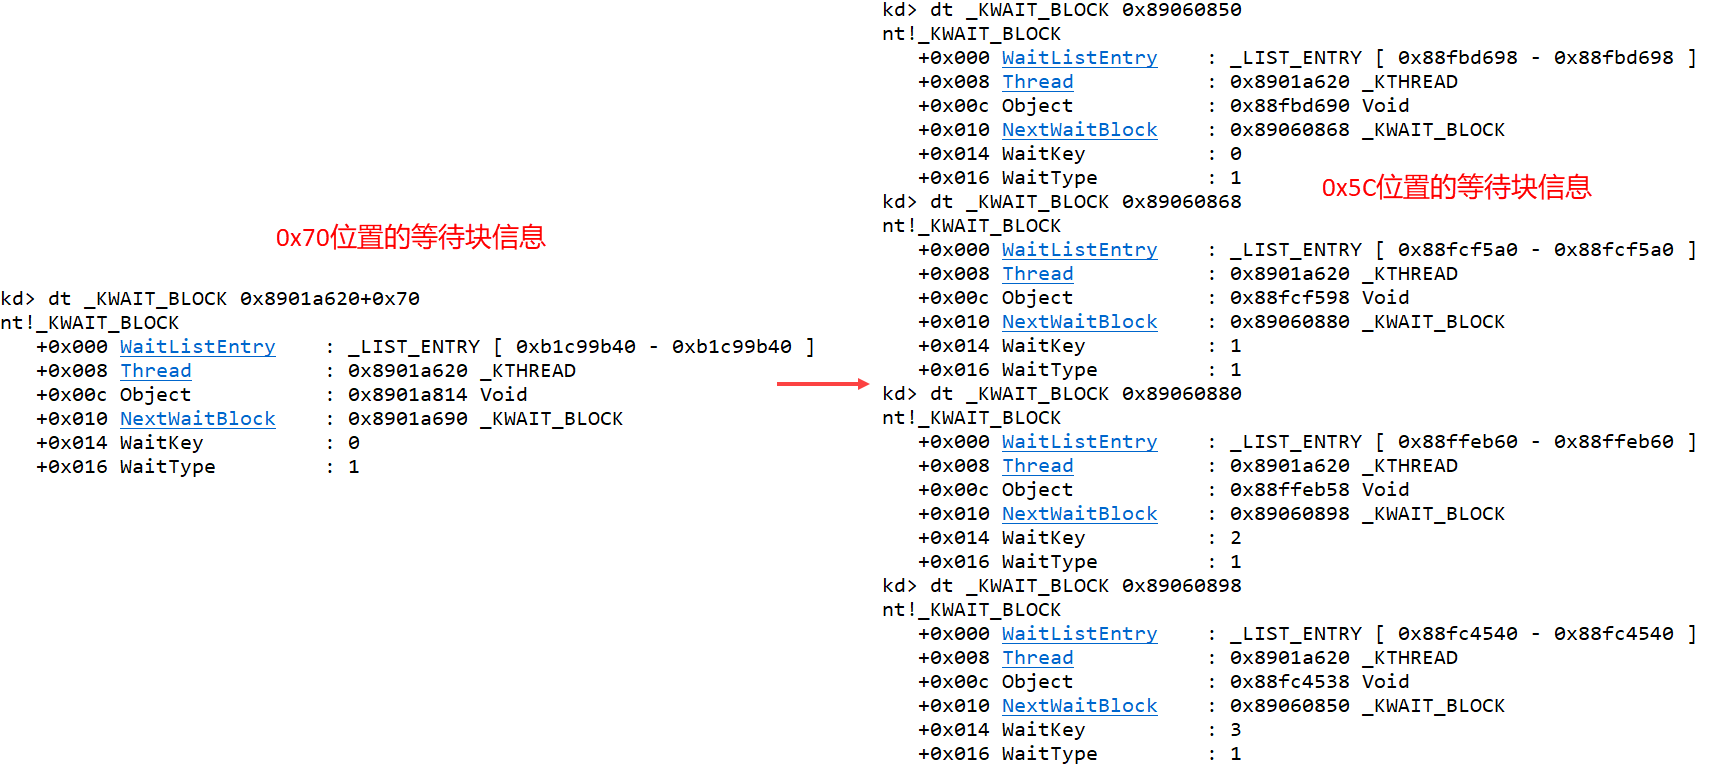 0x70位置的等待块信息
kd> dt _KWAIT_BLOCK 0x8901a620+0x70
nt!_KWAIT_BLOCK
   +0x000 WaitListEntry    : _LIST_ENTRY [ 0xb1c99b40 - 0xb1c99b40 ]
   +0x008 Thread           : 0x8901a620 _KTHREAD
   +0x00c Object           : 0x8901a814 Void
   +0x010 NextWaitBlock    : 0x8901a690 _KWAIT_BLOCK
   +0x014 WaitKey          : 0
   +0x016 WaitType         : 1
kd> dt _KWAIT_BLOCK 0x89060850
nt!_KWAIT_BLOCK
   +0x000 WaitListEntry    : _LIST_ENTRY [ 0x88fbd698 - 0x88fbd698 ]
   +0x008 Thread           : 0x8901a620 _KTHREAD
   +0x00c Object           : 0x88fbd690 Void
   +0x010 NextWaitBlock    : 0x89060868 _KWAIT_BLOCK
   +0x014 WaitKey          : 0
   +0x016 WaitType         : 1
0x5C位置的等待块信息
kd> dt _KWAIT_BLOCK 0x89060868
nt!_KWAIT_BLOCK
   +0x000 WaitListEntry    : _LIST_ENTRY [ 0x88fcf5a0 - 0x88fcf5a0 ]
   +0x008 Thread           : 0x8901a620 _KTHREAD
   +0x00c Object           : 0x88fcf598 Void
   +0x010 NextWaitBlock    : 0x89060880 _KWAIT_BLOCK
   +0x014 WaitKey          : 1
   +0x016 WaitType         : 1
kd> dt _KWAIT_BLOCK 0x89060880
nt!_KWAIT_BLOCK
   +0x000 WaitListEntry    : _LIST_ENTRY [ 0x88ffeb60 - 0x88ffeb60 ]
   +0x008 Thread           : 0x8901a620 _KTHREAD
   +0x00c Object           : 0x88ffeb58 Void
   +0x010 NextWaitBlock    : 0x89060898 _KWAIT_BLOCK
   +0x014 WaitKey          : 2
   +0x016 WaitType         : 1
kd> dt _KWAIT_BLOCK 0x89060898
nt!_KWAIT_BLOCK
   +0x000 WaitListEntry    : _LIST_ENTRY [ 0x88fc4540 - 0x88fc4540 ]
   +0x008 Thread           : 0x8901a620 _KTHREAD
   +0x00c Object           : 0x88fc4538 Void
   +0x010 NextWaitBlock    : 0x89060850 _KWAIT_BLOCK
   +0x014 WaitKey          : 3
   +0x016 WaitType         : 1